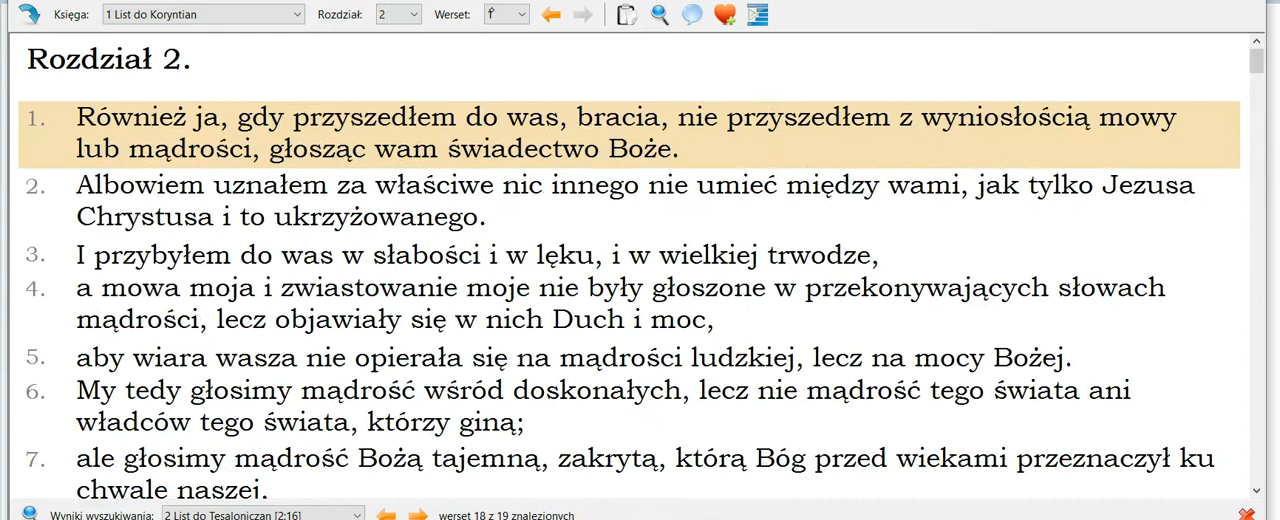 Księga: 1 List do Koryntian Rozdział: 2 Werset: 1
Rozdział 2.
1. Również ja, gdy przyszedłem do was, bracia, nie przyszedłem z wyniosłością mowy
lub mądrości, głosząc wam świadectwo Boże.
2. Albowiem uznałem za właściwe nic innego nie umieć między wami, jak tylko Jezusa
Chrystusa i to ukrzyżowanego.
3. I przybyłem do was w słabości i w lęku, i w wielkiej trwodze,
4. a mowa moja i zwiastowanie moje nie były głoszone w przekonywających słowach
mądrości, lecz objawiały się w nich Duch i moc,
5. aby wiara wasza nie opierała się na mądrości ludzkiej, lecz na mocy Bożej.
6. My tedy głosimy mądrość wśród doskonałych, lecz nie mądrość tego świata ani
władców tego świata, którzy giną;
7. ale głosimy mądrość Bożą tajemną, zakrytą, którą Bóg przed wiekami przeznaczył ku
chwale naszej,
Wyniki wyszukiwania: 2 List do Tesaloniczan [2:16] werset 18 z 19 znalezionych